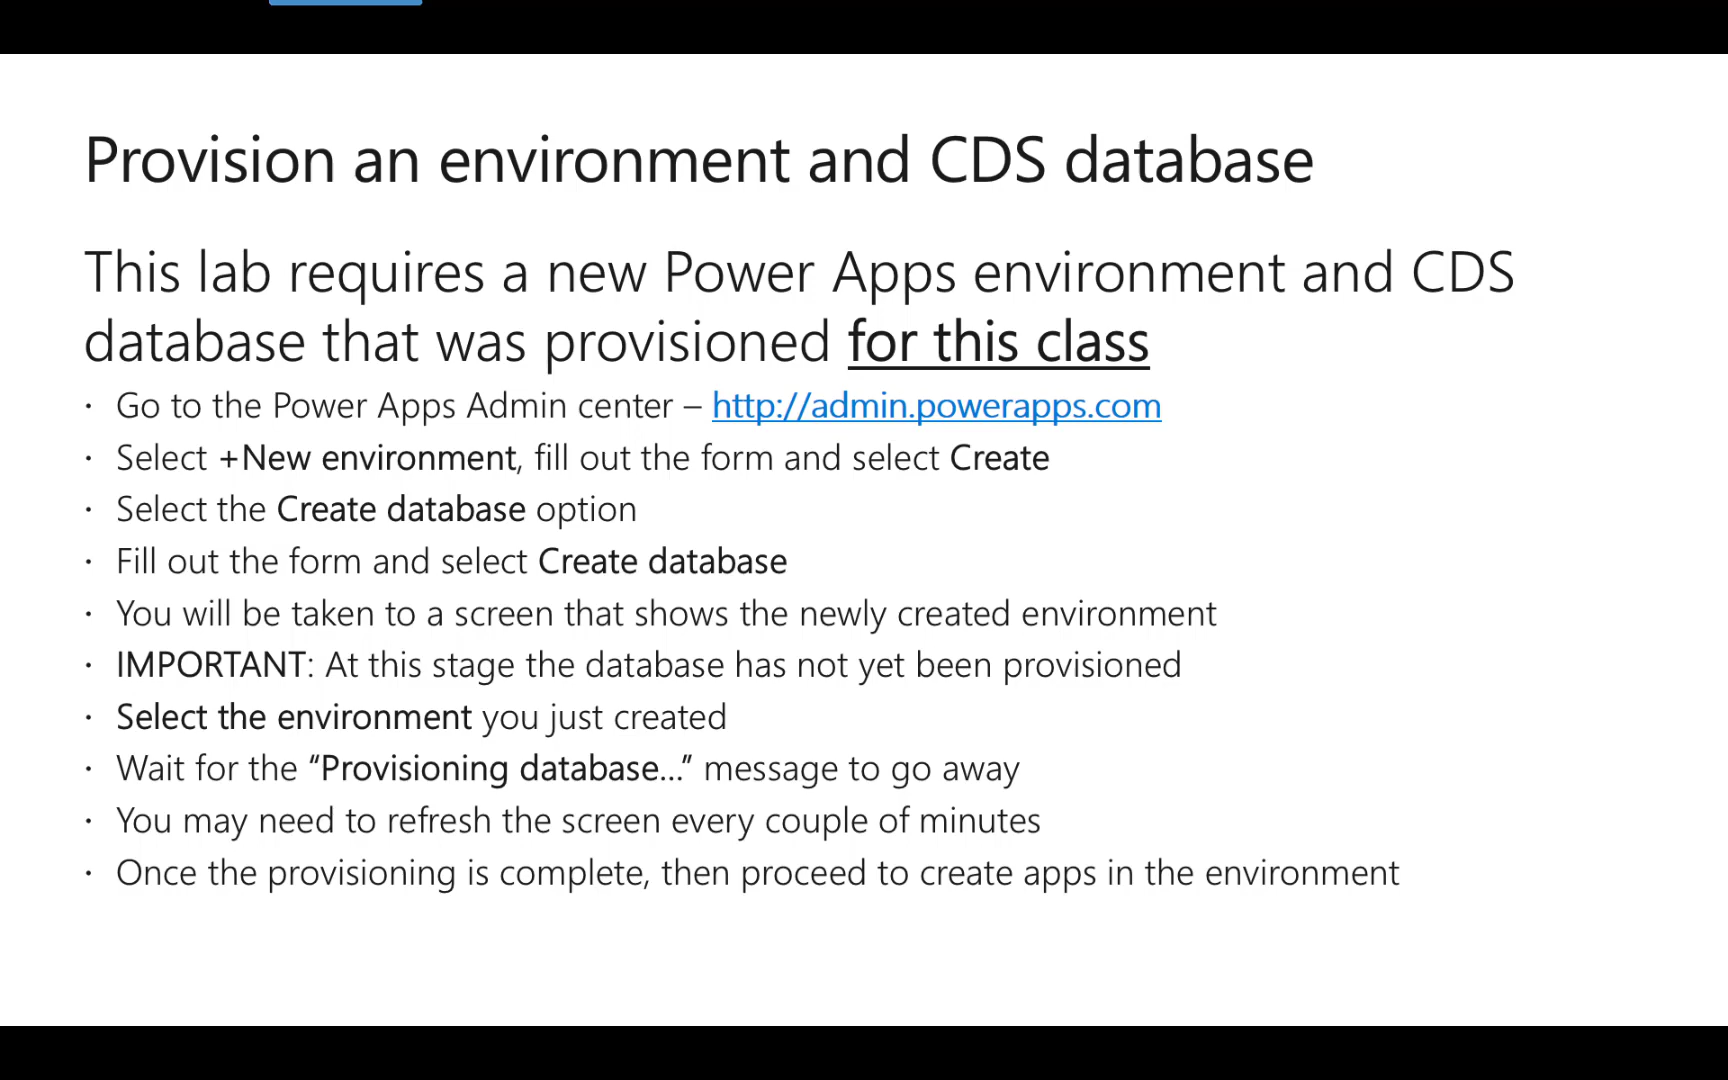 Provision an environment and CDS database
This lab requires a new Power Apps environment and CDS
database that was provisioned for this class
· Go to the Power Apps Admin center – http://admin.powerapps.com
· Select +New environment, fill out the form and select Create
· Select the Create database option
· Fill out the form and select Create database
· You will be taken to a screen that shows the newly created environment
· IMPORTANT: At this stage the database has not yet been provisioned
· Select the environment you just created
· Wait for the “Provisioning database…” message to go away
· You may need to refresh the screen every couple of minutes
· Once the provisioning is complete, then proceed to create apps in the environment